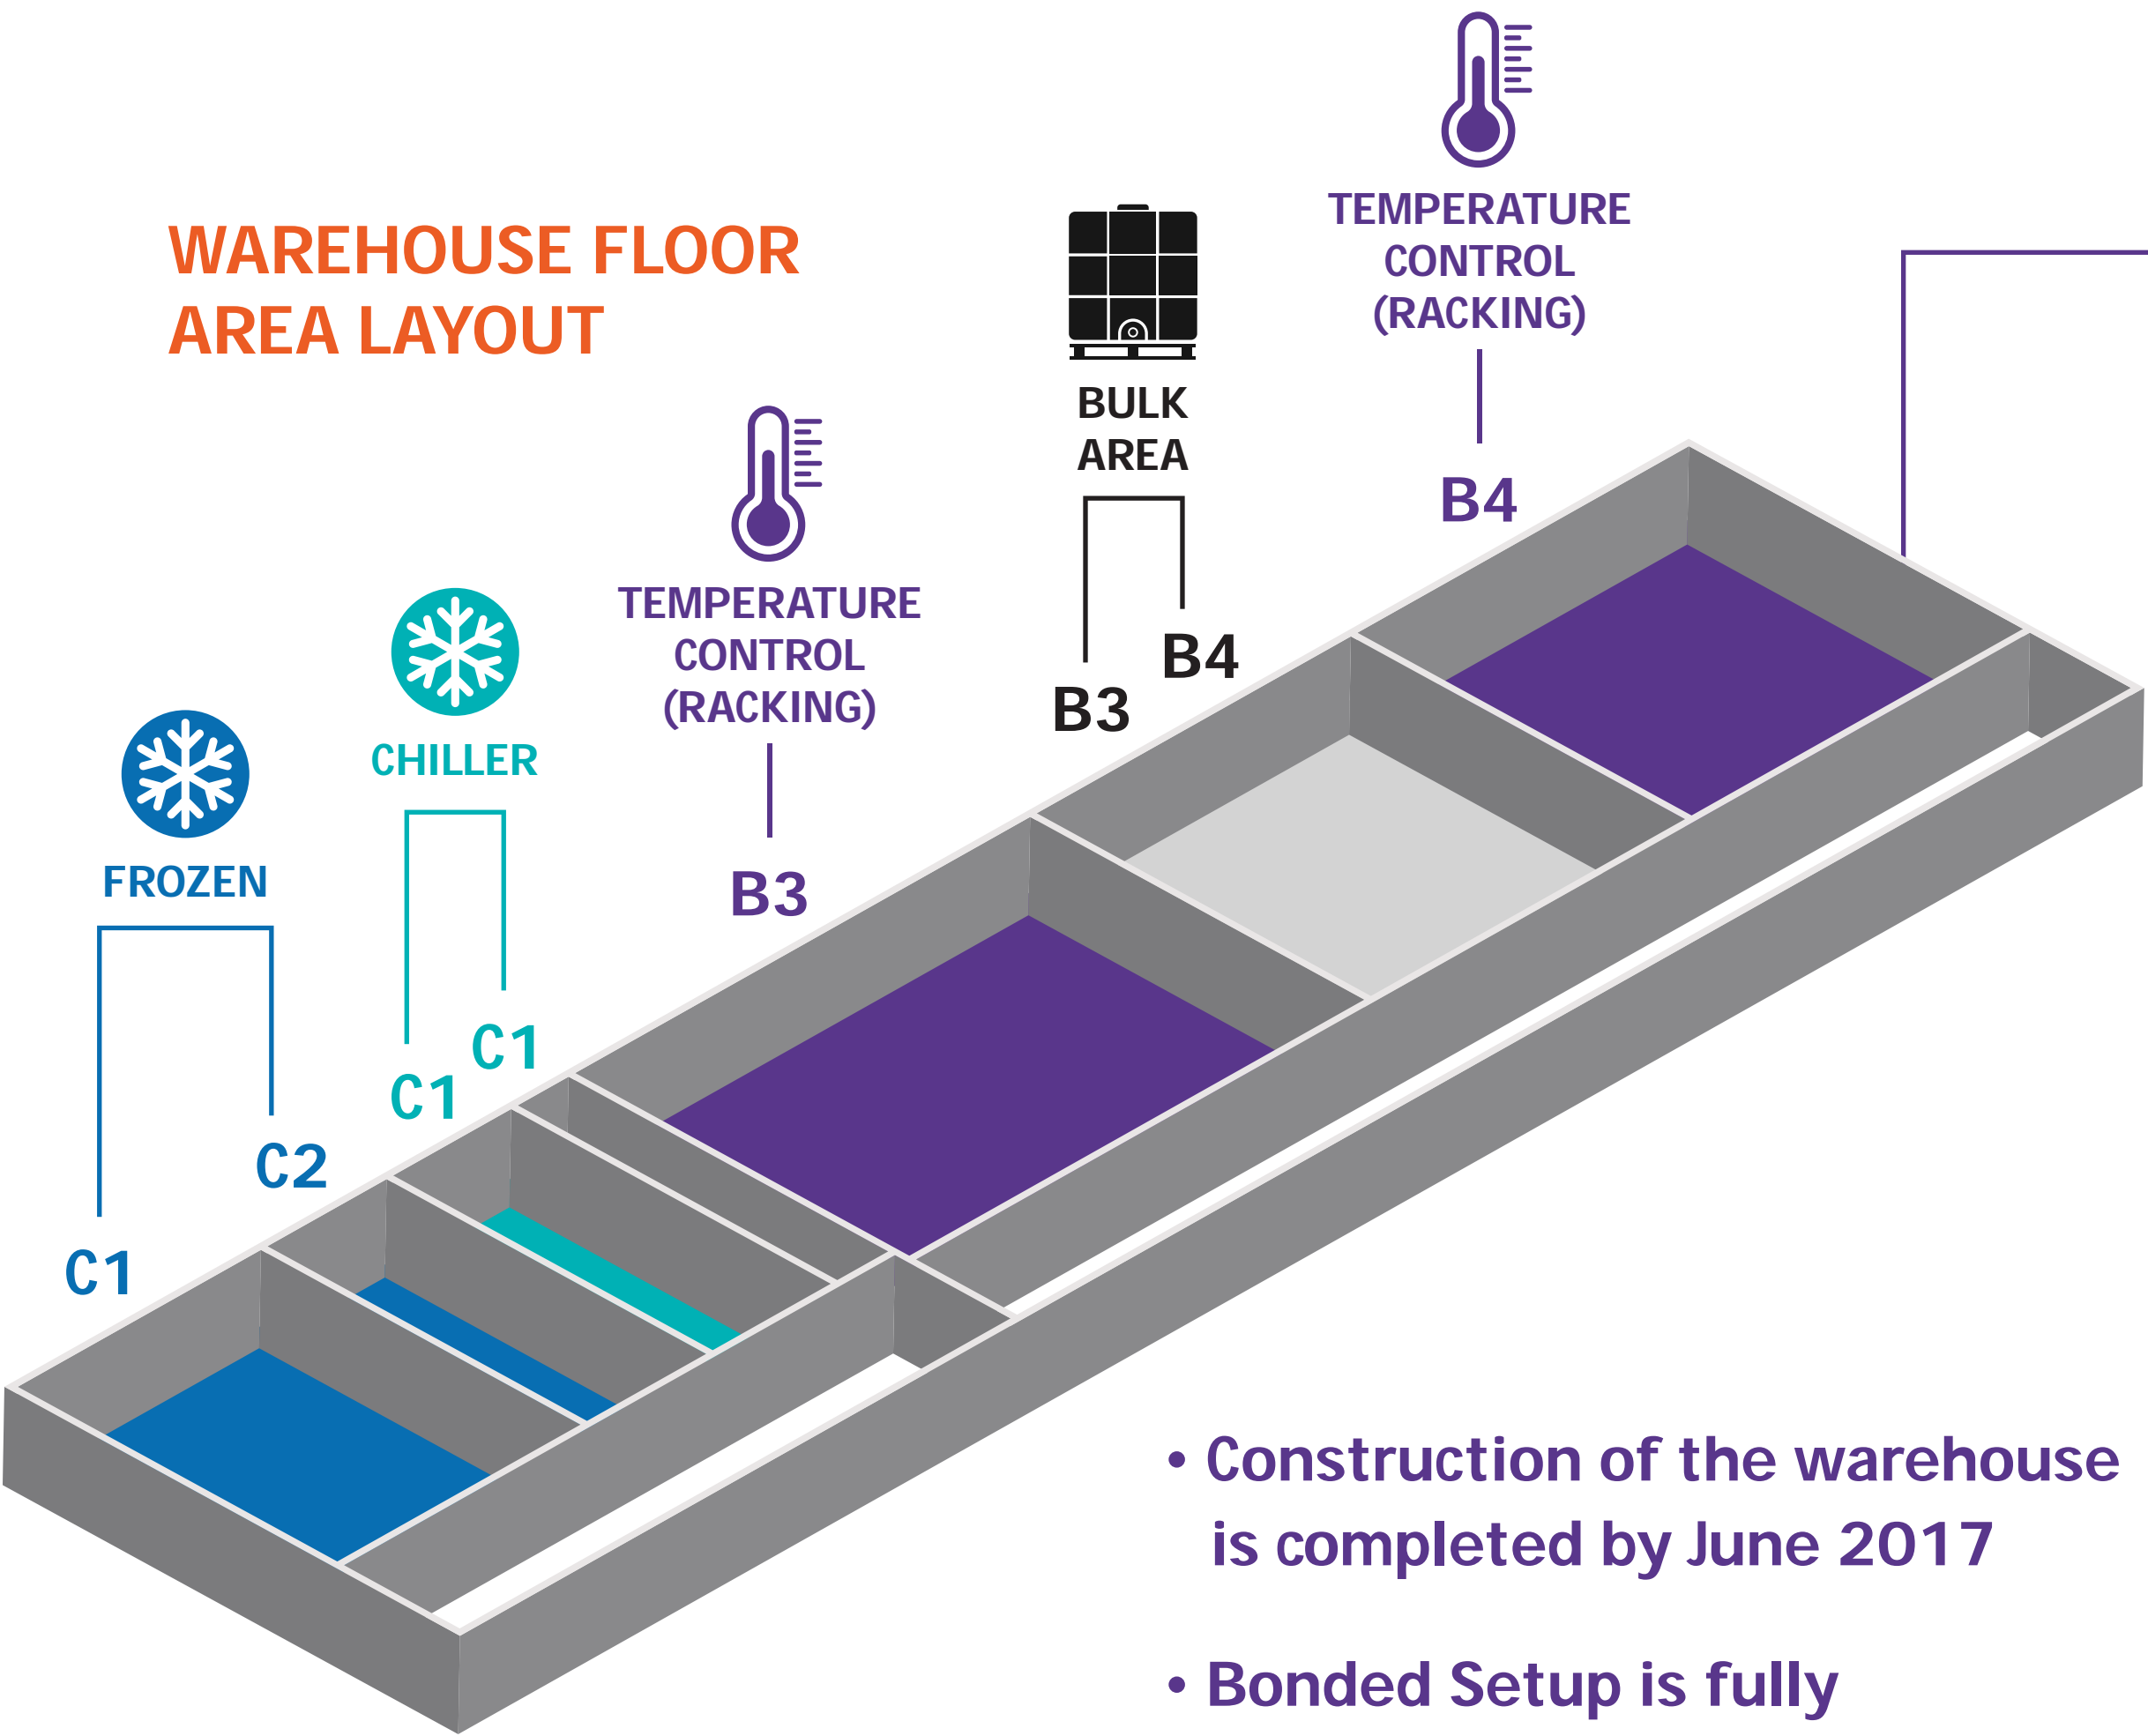 WAREHOUSE FLOOR
AREA LAYOUT
FROZEN
C1
C2
CHILLER
C1
C1
TEMPERATURE
CONTROL
(RACKING)
B3
BULK
AREA
B3
B4
TEMPERATURE
CONTROL
(RACKING)
B4
• Construction of the warehouse
is completed by June 2017
• Bonded Setup is fully